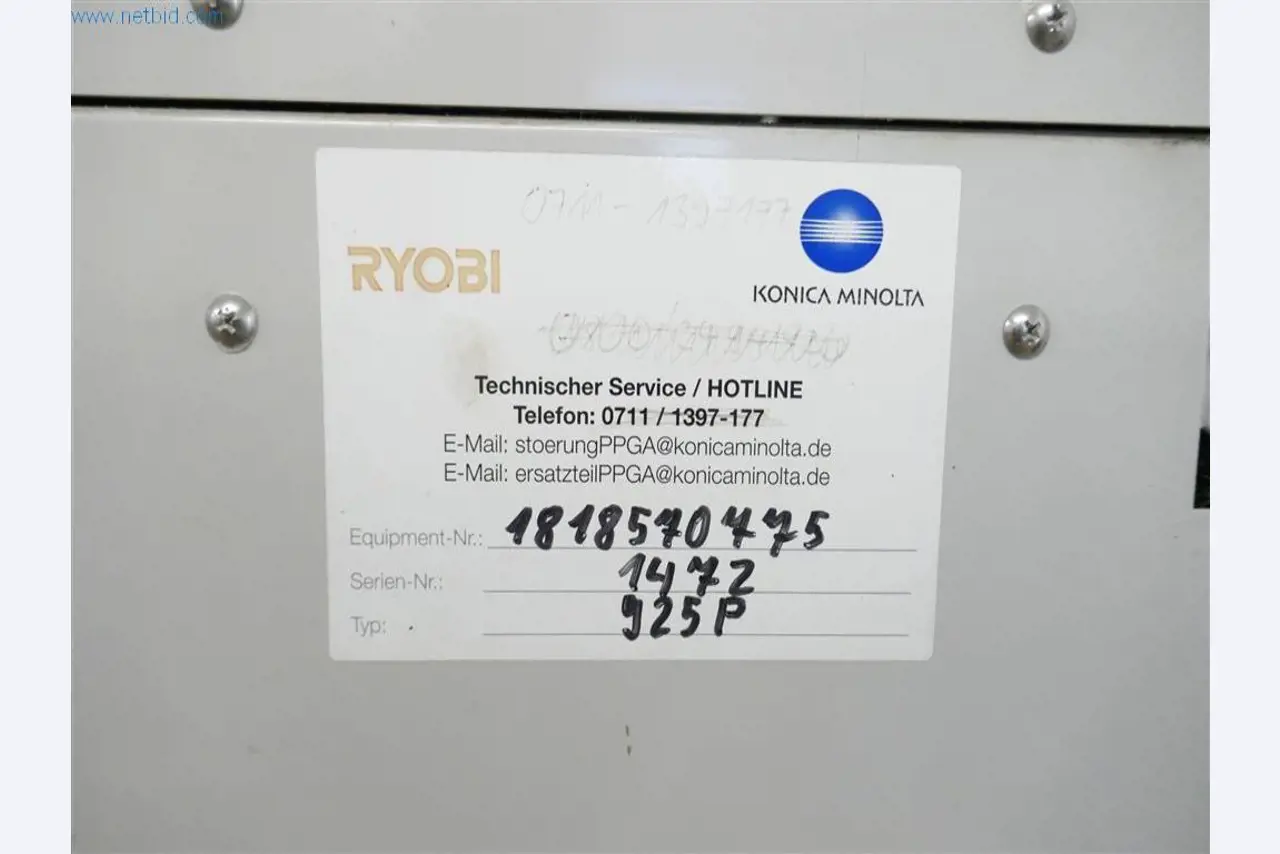 www.netbid.com
0711 - 1397177
RYOBI
KONICA MINOLTA
Technischer Service / HOTLINE
Telefon: 0711 / 1397-177
E-Mail: stoerungPPGA@konicaminolta.de
E-Mail: ersatzteilPPGA@konicaminolta.de
Equipment-Nr.: 1818570475
Serien-Nr.: 1472
Typ: 925P